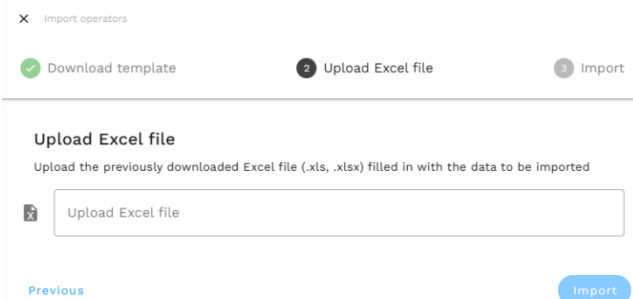 Import operators
Download template
2 Upload Excel file
3 Import
Upload Excel file
Upload the previously downloaded Excel file (.xls, .xlsx) filled in with the data to be imported
X Upload Excel file
Previous
Import